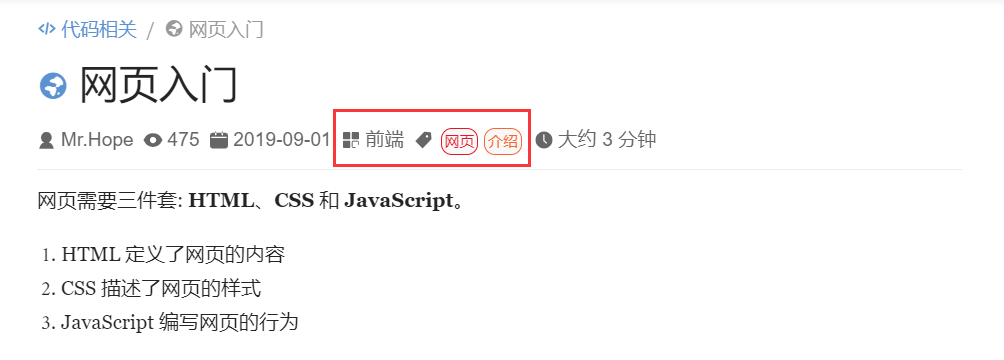 代码相关 / 网页入门
网页入门
Mr.Hope 475 2019-09-01 前端 网页 介绍 大约 3 分钟
网页需要三件套: HTML、CSS 和 JavaScript。
1. HTML 定义了网页的内容
2. CSS 描述了网页的样式
3. JavaScript 编写网页的行为